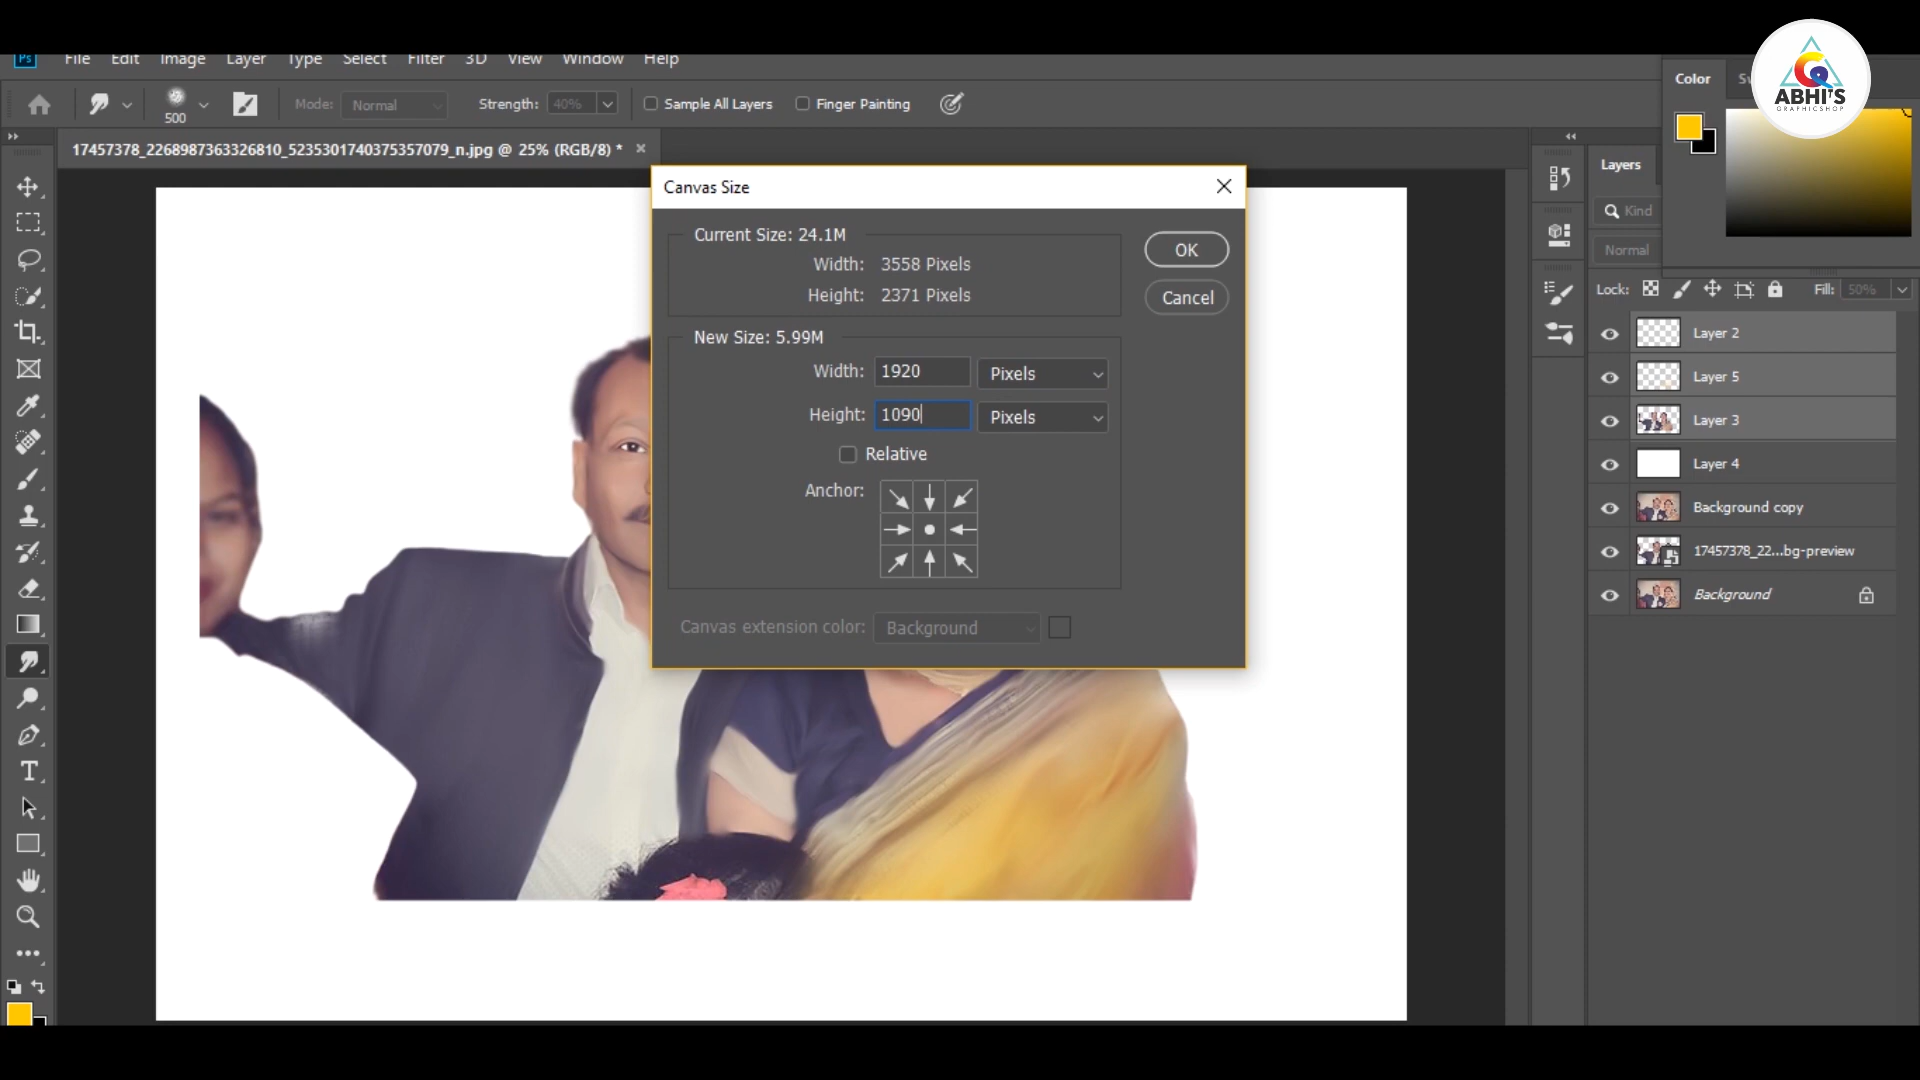 Ps File Edit Image Layer Type Select Filter 3D View Window Help
500 Mode: Normal Strength: 40% Sample All Layers Finger Painting
Color
ABHI'S
GRAPHICSHOP
17457378_2268987363326810_5235301740375357079_n.jpg @ 25% (RGB/8) *
Canvas Size
Current Size: 24.1M
Width: 3558 Pixels
Height: 2371 Pixels
OK
Cancel
New Size: 5.99M
Width: 1920 Pixels
Height: 1090 Pixels
Relative
Anchor:
Canvas extension color: Background
Layers
Kind
Normal
Lock: Fill: 50%
Layer 2
Layer 5
Layer 3
Layer 4
Background copy
17457378_22...bg-preview
Background